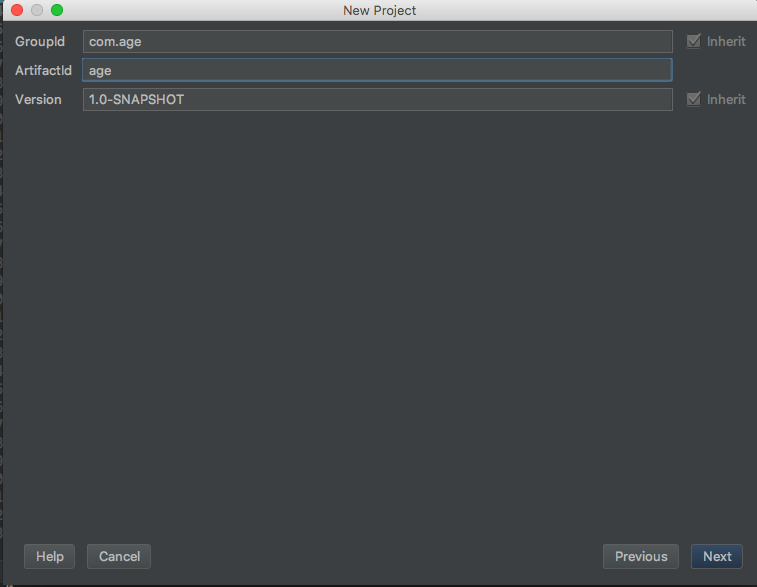 New Project
GroupId com.age Inherit
ArtifactId age
Version 1.0-SNAPSHOT Inherit
Help Cancel Previous Next